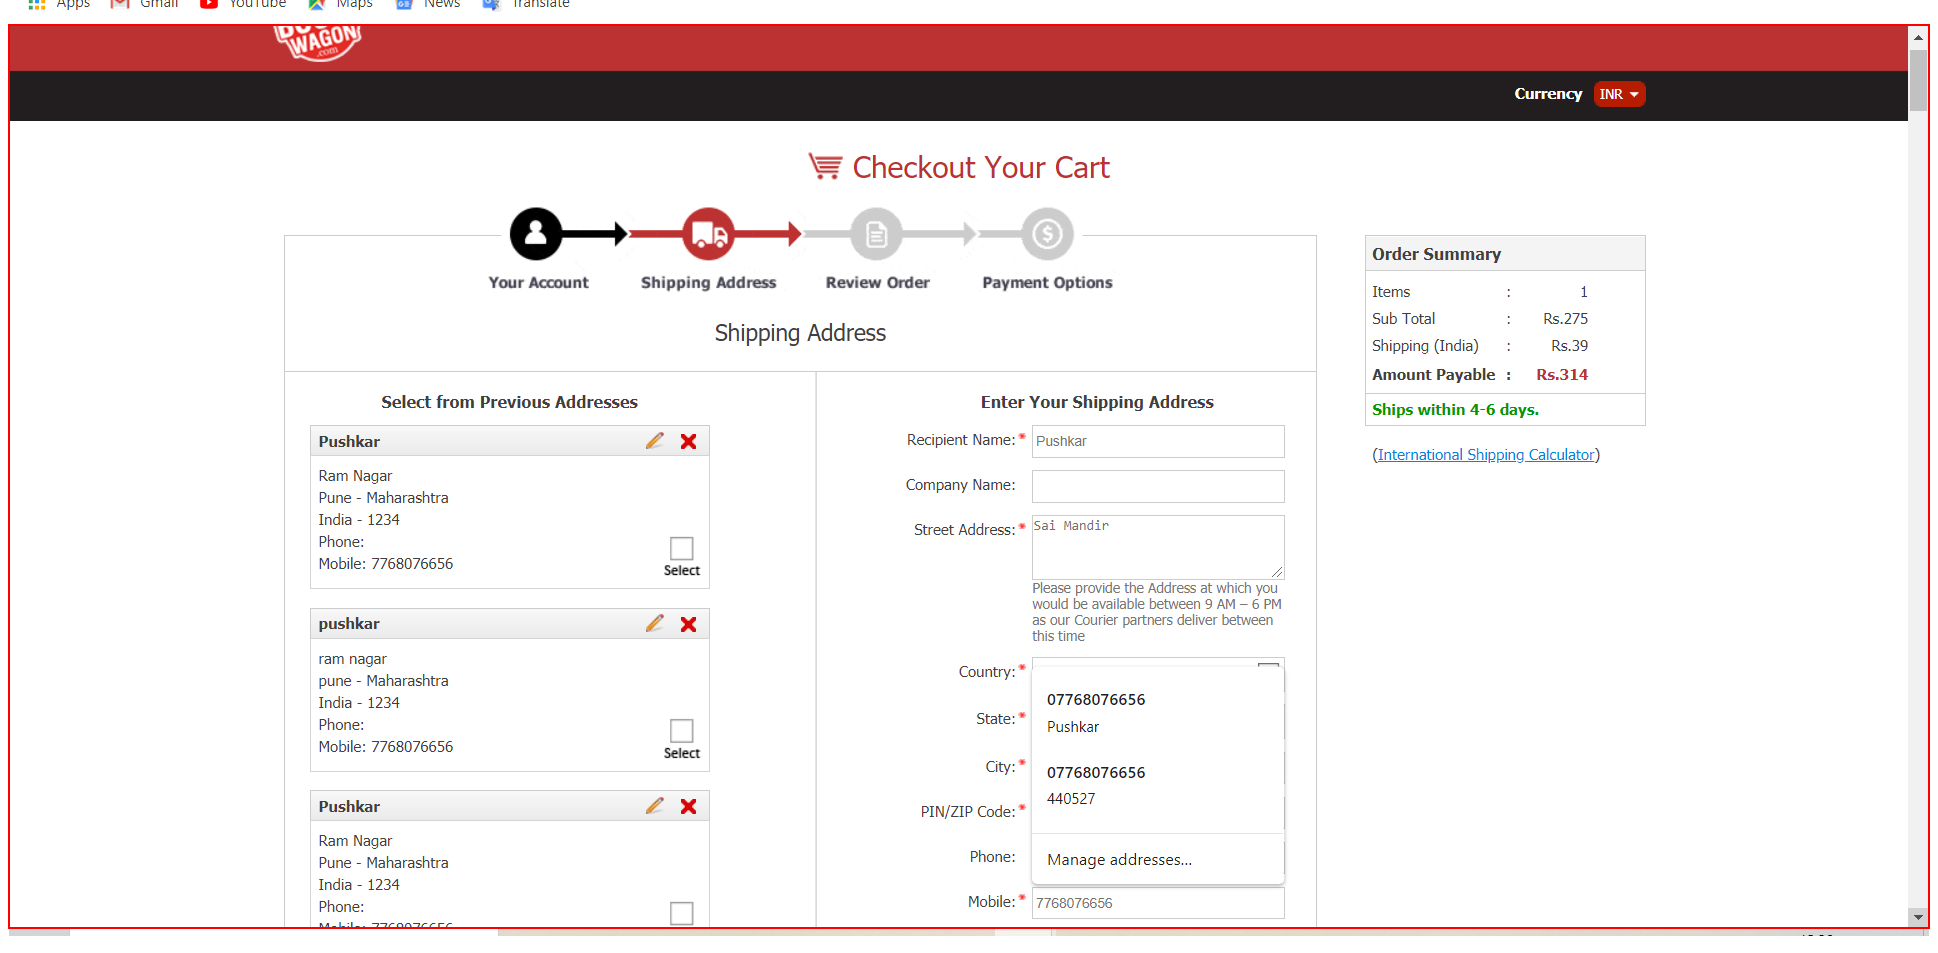 Apps Gmail YouTube Maps News Translate
WAGON
.com
Currency INR
Checkout Your Cart
Your Account Shipping Address Review Order Payment Options
Shipping Address
Select from Previous Addresses
Pushkar
Ram Nagar
Pune - Maharashtra
India - 1234
Phone:
Mobile: 7768076656
Select
pushkar
ram nagar
pune - Maharashtra
India - 1234
Phone:
Mobile: 7768076656
Select
Pushkar
Ram Nagar
Pune - Maharashtra
India - 1234
Phone:
Mobile: 7768076656
Enter Your Shipping Address
Recipient Name:* Pushkar
Company Name:
Street Address:* Sai Mandir
Please provide the Address at which you
would be available between 9 AM – 6 PM
as our Courier partners deliver between
this time
Country:*
State:*
City:*
PIN/ZIP Code:*
Phone:
Mobile:* 7768076656
07768076656
Pushkar
07768076656
440527
Manage addresses...
Order Summary
Items : 1
Sub Total : Rs.275
Shipping (India) : Rs.39
Amount Payable : Rs.314
Ships within 4-6 days.
(International Shipping Calculator)